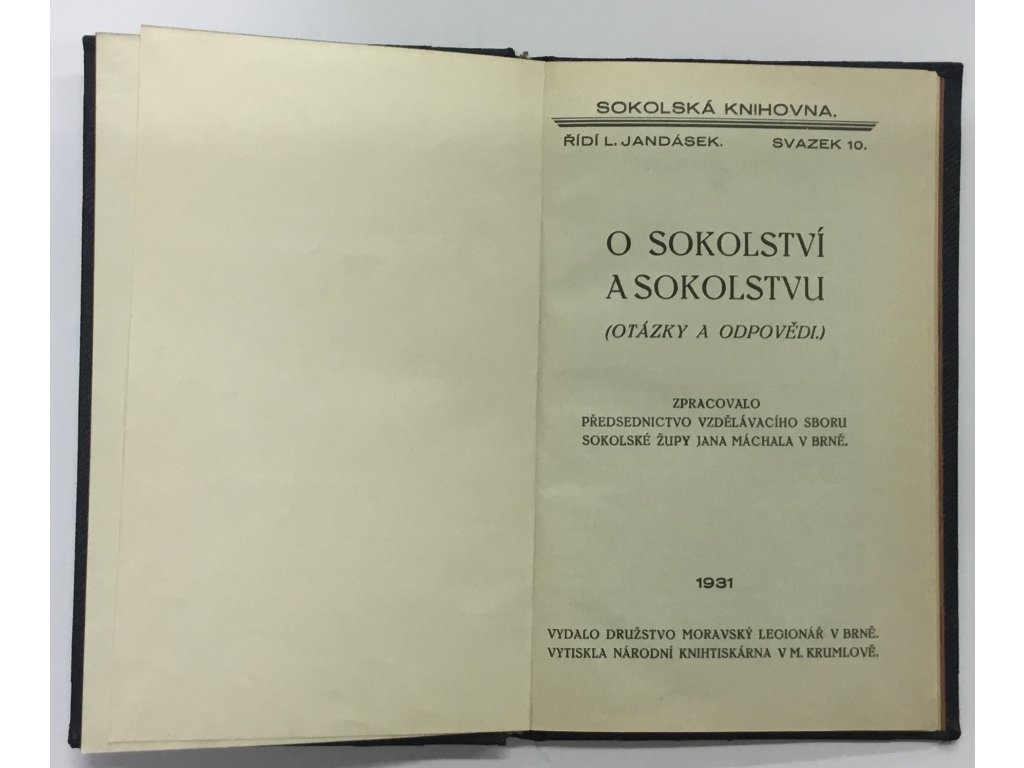 SOKOLSKÁ KNIHOVNA.
ŘÍDÍ L. JANDÁSEK. SVAZEK 10.
O SOKOLSTVÍ
A SOKOLSTVU
(OTÁZKY A ODPOVĚDI.)
ZPRACOVALO
PŘEDSEDNICTVO VZDĚLÁVACÍHO SBORU
SOKOLSKÉ ŽUPY JANA MÁCHALA V BRNĚ.
1931
VYDALO DRUŽSTVO MORAVSKÝ LEGIONÁŘ V BRNĚ.
VYTISKLA NÁRODNÍ KNIHTISKÁRNA V M. KRUMLOVĚ.